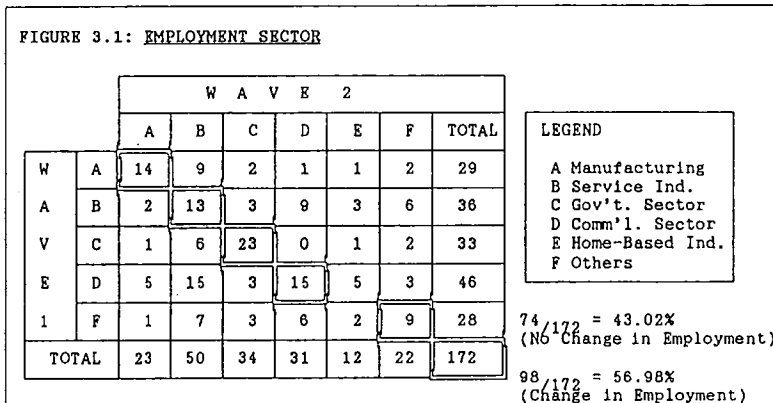 FIGURE 3.1: EMPLOYMENT SECTOR
W A V E 2
A B C D E F TOTAL
W A 14 9 2 1 1 2 29
A B 2 13 3 9 3 6 36
V C 1 6 23 0 1 2 33
E D 5 15 3 15 5 3 46
1 F 1 7 3 6 2 9 28
TOTAL 23 50 34 31 12 22 172
LEGEND
A Manufacturing
B Service Ind.
C Gov't. Sector
D Comm'l. Sector
E Home-Based Ind.
F Others
74/172 = 43.02%
(No Change in Employment)
98/172 = 56.98%
(Change in Employment)